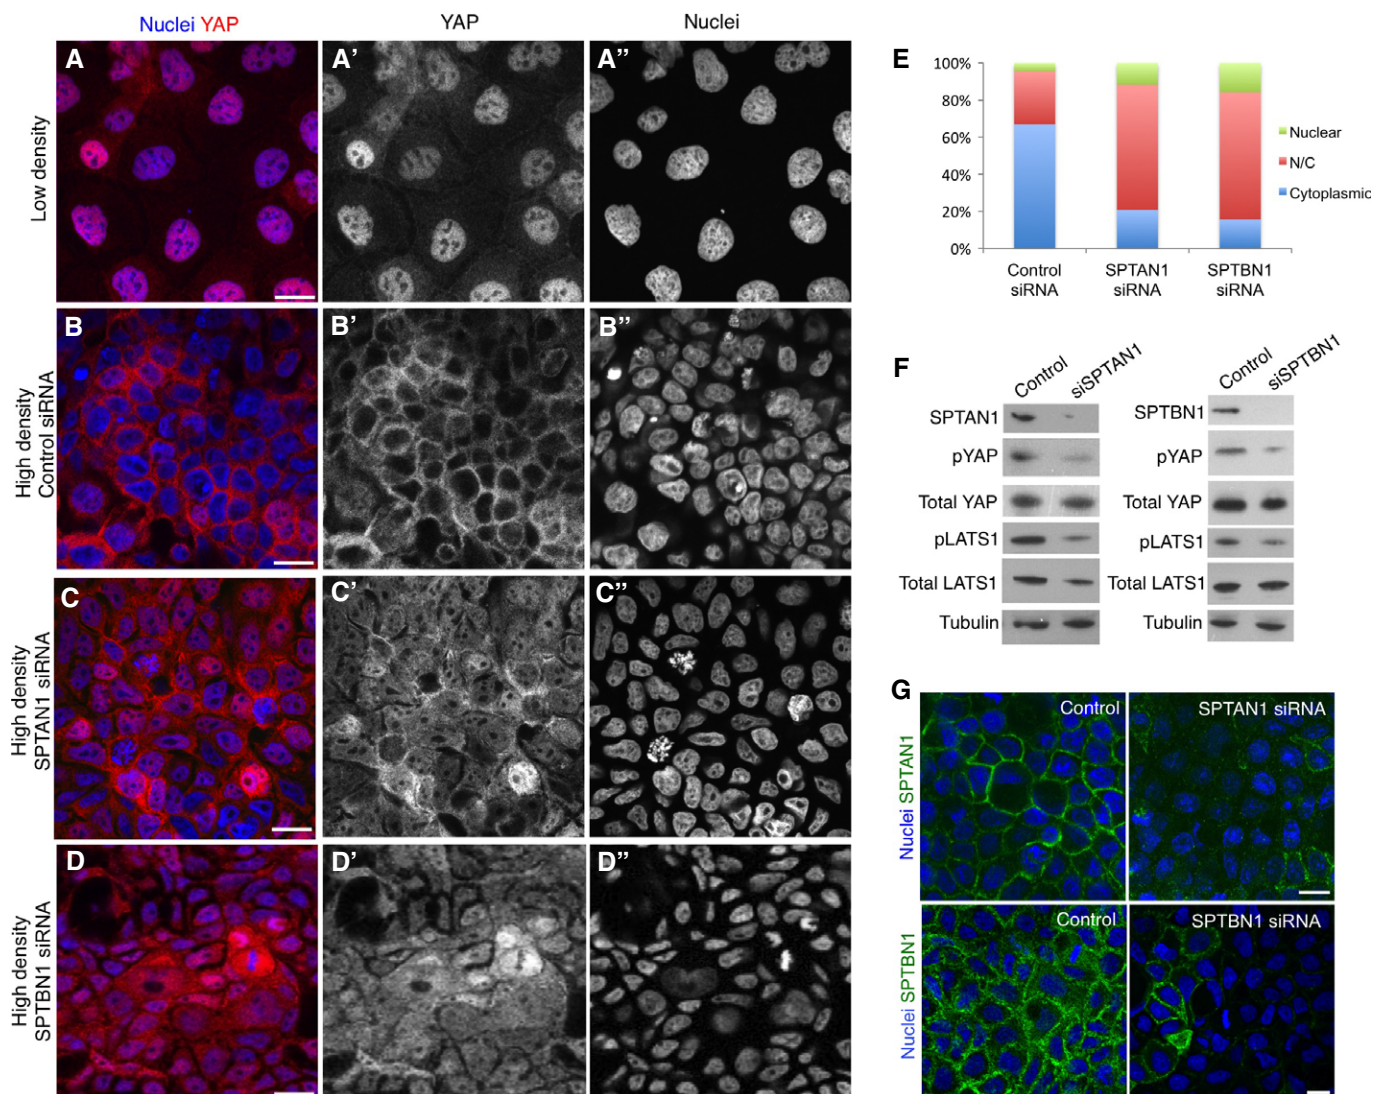 Nuclei YAP
YAP
Nuclei
Low density
A
A’
A’’
High density
Control siRNA
B
B’
B’’
High density
SPTAN1 siRNA
C
C’
C’’
High density
SPTBN1 siRNA
D
D’
D’’
E
100%
80%
60%
40%
20%
0%
Control
siRNA
SPTAN1
siRNA
SPTBN1
siRNA
Nuclear
N/C
Cytoplasmic
F
Control
siSPTAN1
SPTAN1
pYAP
Total YAP
pLATS1
Total LATS1
Tubulin
Control
siSPTBN1
SPTBN1
pYAP
Total YAP
pLATS1
Total LATS1
Tubulin
G
Nuclei SPTAN1
Control
SPTAN1 siRNA
Nuclei SPTBN1
Control
SPTBN1 siRNA